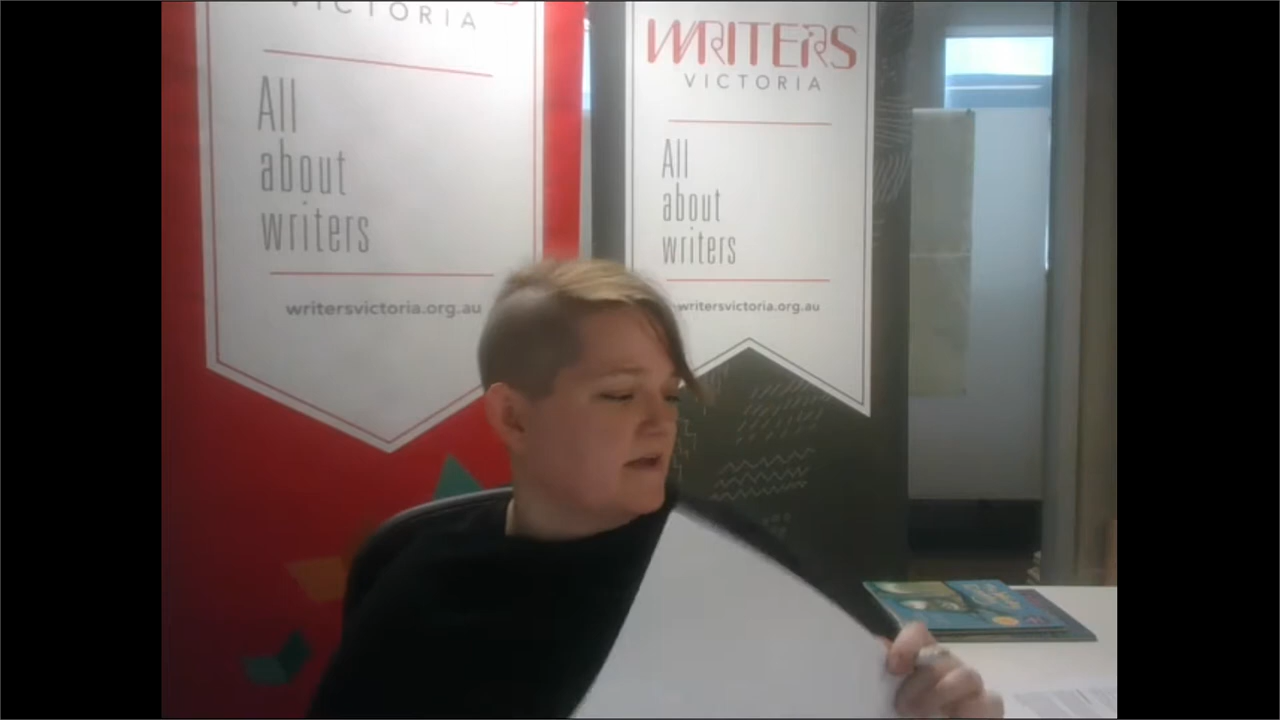 VICTORIA
All
about
writers
writersvictoria.org.au
WRITERS
VICTORIA
All
about
writers
writersvictoria.org.au